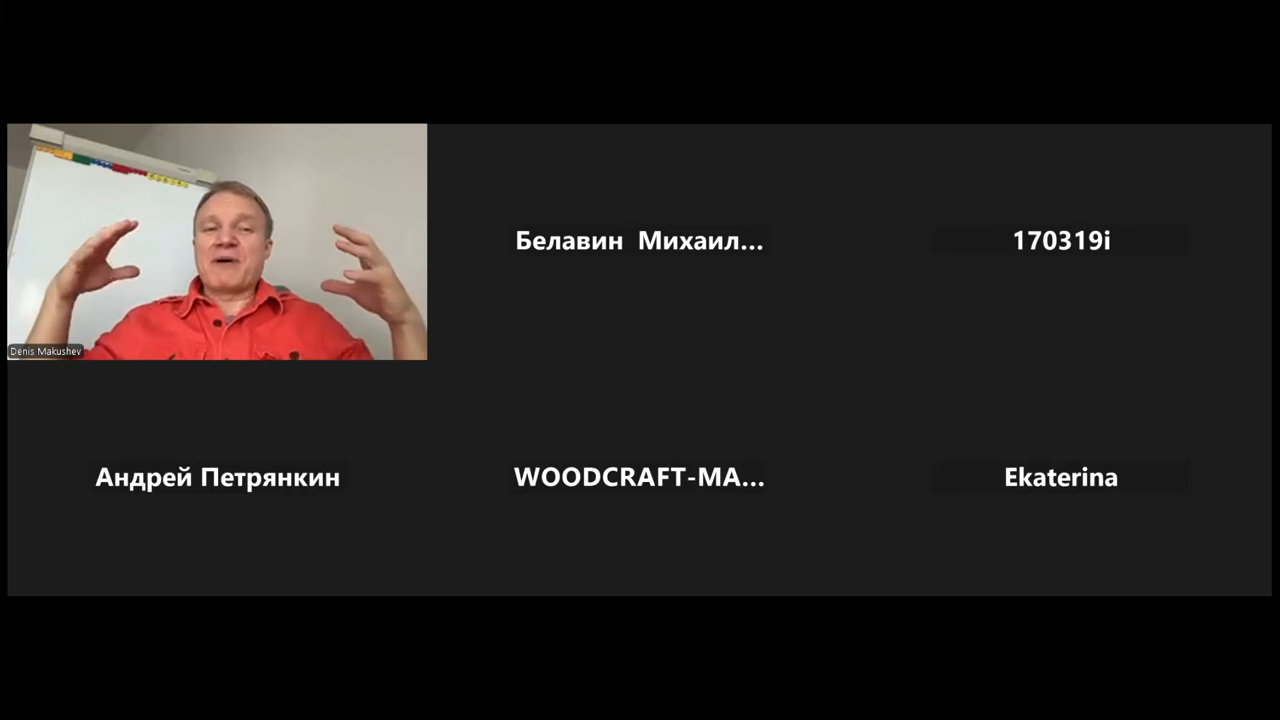 Denis Makushev
Белавин Михаил...
170319i
Андрей Петрянкин
WOODCRAFT-MA...
Ekaterina